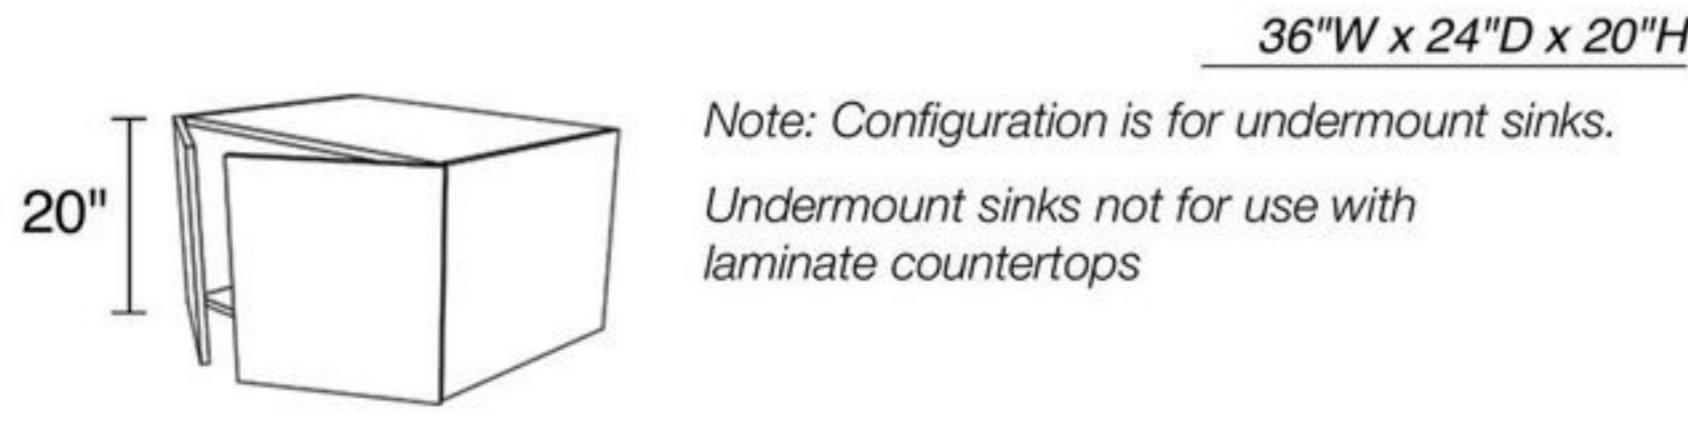 36"W x 24"D x 20"H
20"
Note: Configuration is for undermount sinks.
Undermount sinks not for use with
laminate countertops